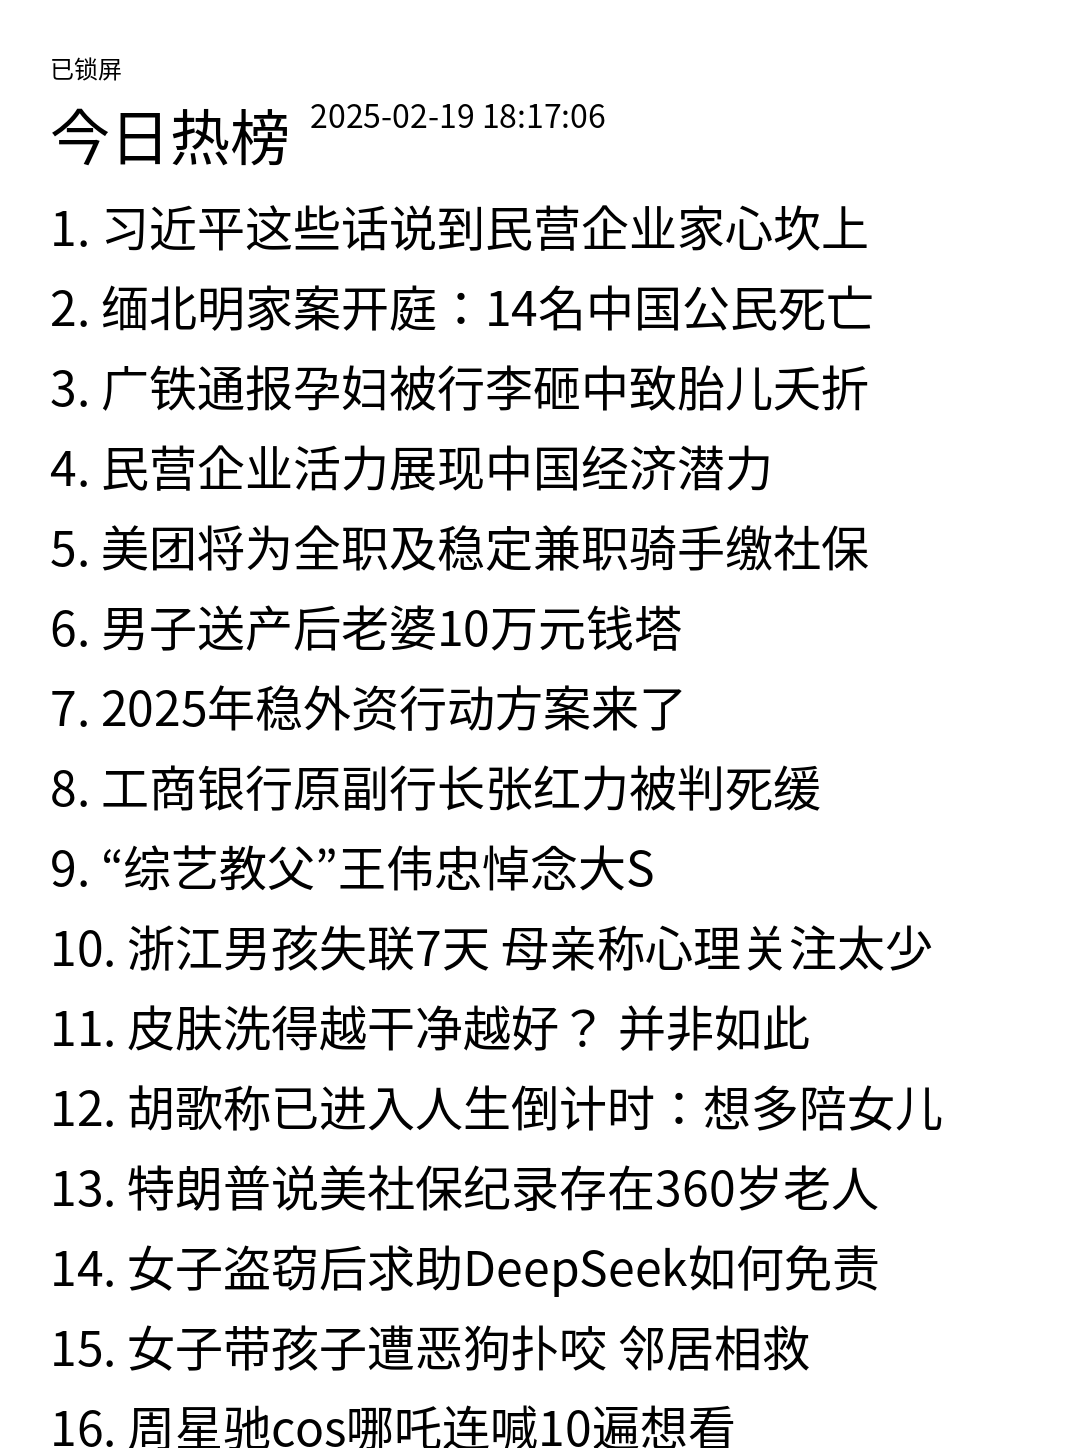 已锁屏
今日热榜 2025-02-19 18:17:06
1. 习近平这些话说到民营企业家心坎上
2. 缅北明家案开庭：14名中国公民死亡
3. 广铁通报孕妇被行李砸中致胎儿夭折
4. 民营企业活力展现中国经济潜力
5. 美团将为全职及稳定兼职骑手缴社保
6. 男子送产后老婆10万元钱塔
7. 2025年稳外资行动方案来了
8. 工商银行原副行长张红力被判死缓
9. “综艺教父”王伟忠悼念大S
10. 浙江男孩失联7天 母亲称心理关注太少
11. 皮肤洗得越干净越好？ 并非如此
12. 胡歌称已进入人生倒计时：想多陪女儿
13. 特朗普说美社保纪录存在360岁老人
14. 女子盗窃后求助DeepSeek如何免责
15. 女子带孩子遭恶狗扑咬 邻居相救
16. 周星驰cos哪吒连喊10遍想看